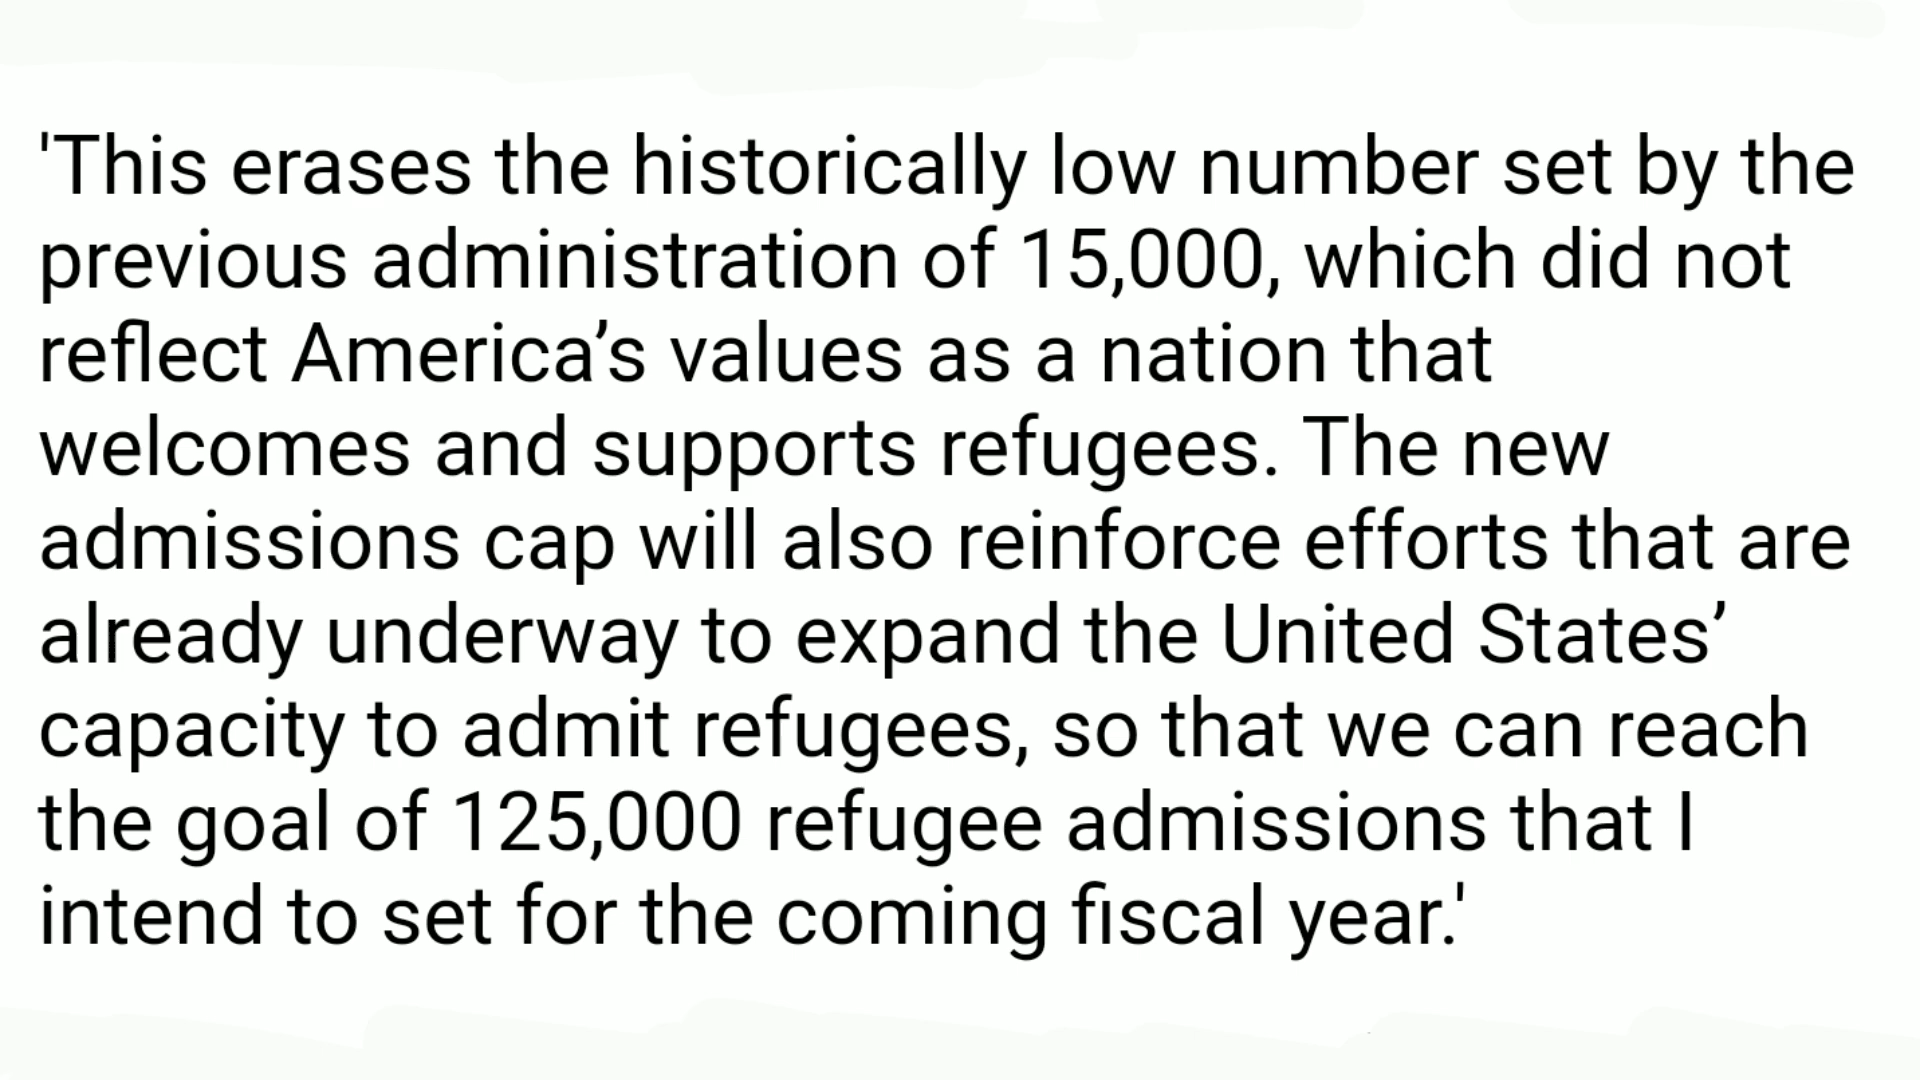 'This erases the historically low number set by the
previous administration of 15,000, which did not
reflect America’s values as a nation that
welcomes and supports refugees. The new
admissions cap will also reinforce efforts that are
already underway to expand the United States’
capacity to admit refugees, so that we can reach
the goal of 125,000 refugee admissions that I
intend to set for the coming fiscal year.'